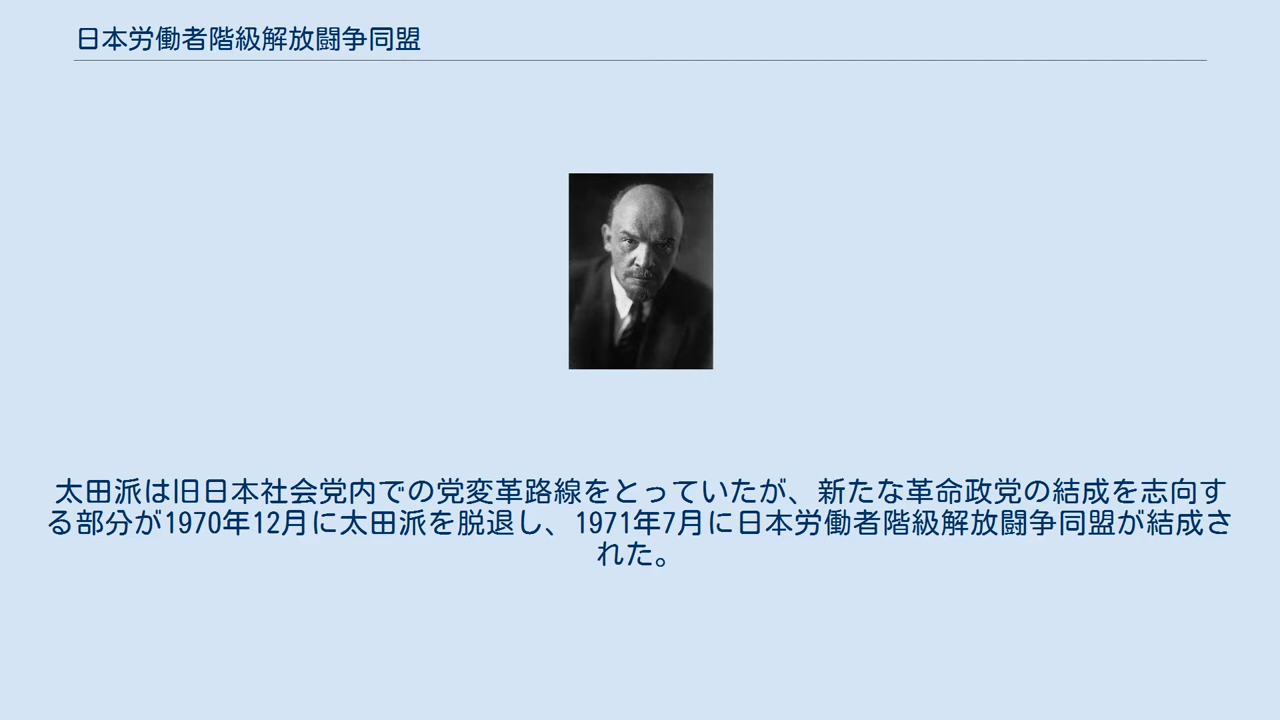 日本労働者階級解放闘争同盟
太田派は旧日本社会党内での党変革路線をとっていたが、新たな革命政党の結成を志向す
る部分が1970年12月に太田派を脱退し、1971年7月に日本労働者階級解放闘争同盟が結成さ
れた。